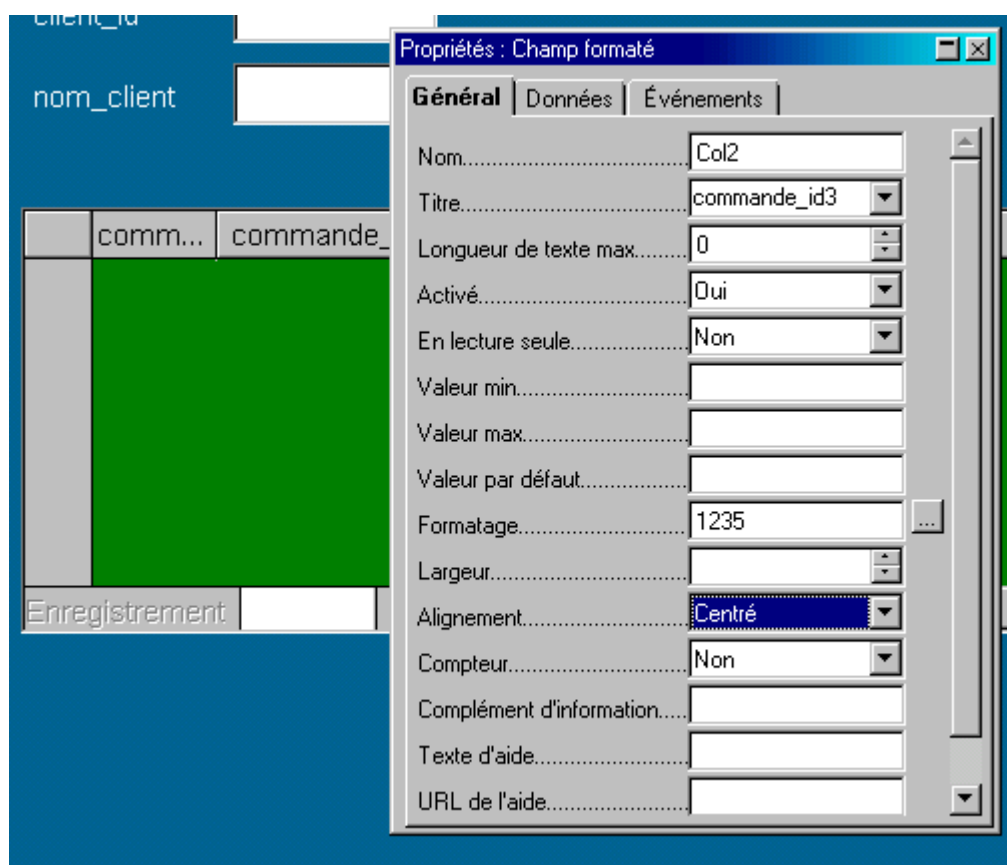 client_id
nom_client
comm... commande_
Enregistrement
Propriétés : Champ formaté
Général Données Événements
Nom................................... Col2
Titre................................... commande_id3
Longueur de texte max......... 0
Activé................................ Oui
En lecture seule.................... Non
Valeur min...........................
Valeur max..........................
Valeur par défaut.................
Formatage.......................... 1235 ...
Largeur..............................
Alignement......................... Centré
Compteur........................... Non
Complément d'information.....
Texte d'aide........................
URL de l'aide......................